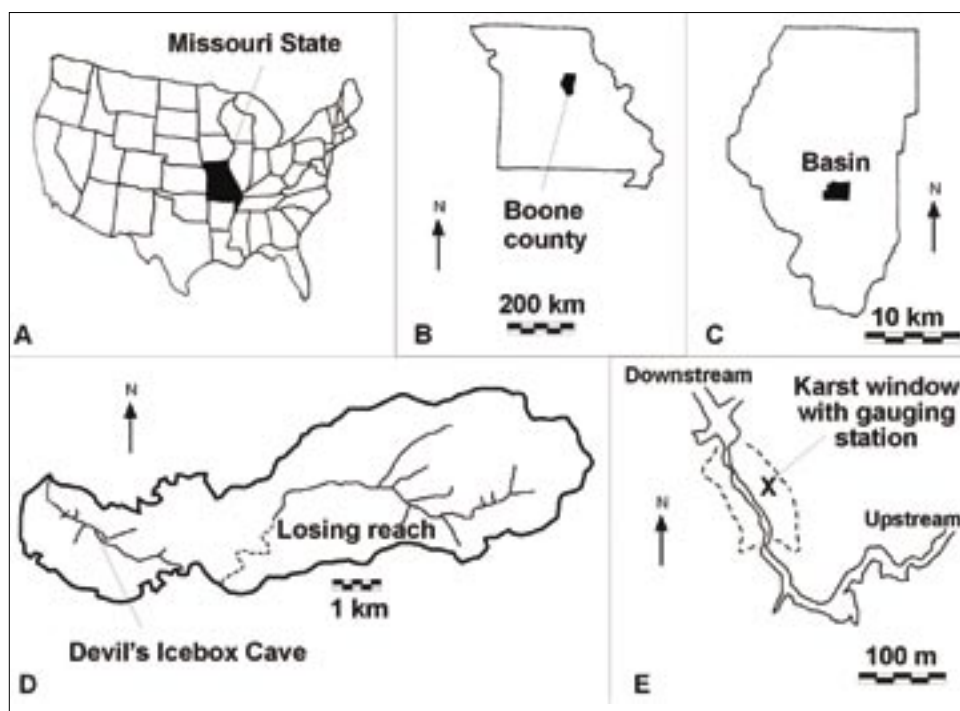 Missouri State
A
N
Boone
county
200 km
B
Basin
N
10 km
C
N
Losing reach
1 km
Devil's Icebox Cave
D
Downstream
Karst window
with gauging
station
X
N
Upstream
100 m
E